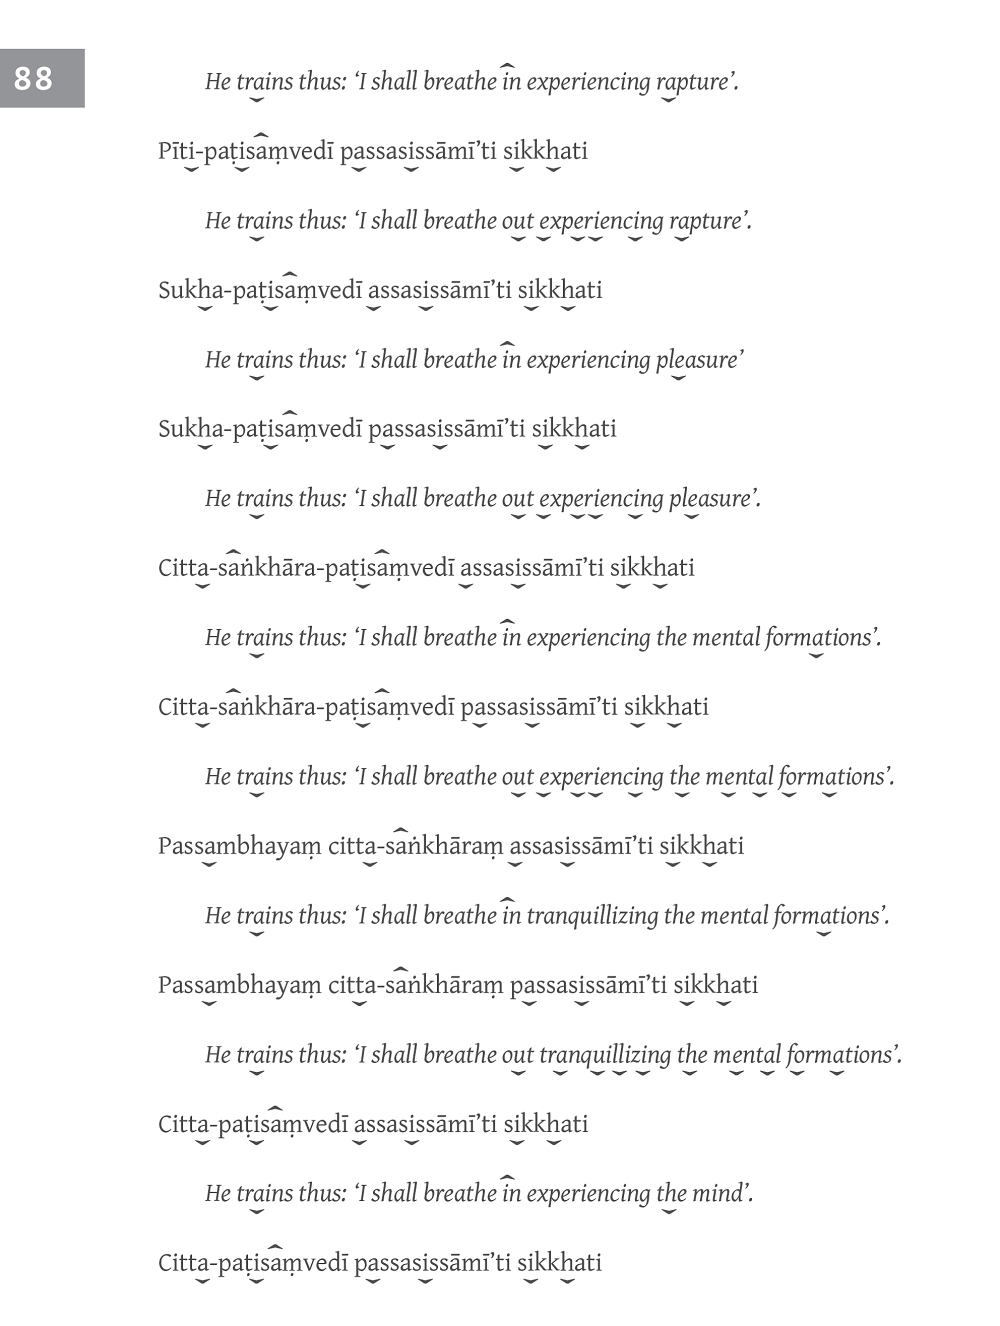 88
He trains thus: ‘I shall breathe in experiencing rapture’.
Pīti-paṭisaṃvedī passasissāmī’ti sikkhati
He trains thus: ‘I shall breathe out experiencing rapture’.
Sukha-paṭisaṃvedī assasissāmī’ti sikkhati
He trains thus: ‘I shall breathe in experiencing pleasure’
Sukha-paṭisaṃvedī passasissāmī’ti sikkhati
He trains thus: ‘I shall breathe out experiencing pleasure’.
Citta-saṅkhāra-paṭisaṃvedī assasissāmī’ti sikkhati
He trains thus: ‘I shall breathe in experiencing the mental formations’.
Citta-saṅkhāra-paṭisaṃvedī passasissāmī’ti sikkhati
He trains thus: ‘I shall breathe out experiencing the mental formations’.
Passambhayaṃ citta-saṅkhāraṃ assasissāmī’ti sikkhati
He trains thus: ‘I shall breathe in tranquillizing the mental formations’.
Passambhayaṃ citta-saṅkhāraṃ passasissāmī’ti sikkhati
He trains thus: ‘I shall breathe out tranquillizing the mental formations’.
Citta-paṭisaṃvedī assasissāmī’ti sikkhati
He trains thus: ‘I shall breathe in experiencing the mind’.
Citta-paṭisaṃvedī passasissāmī’ti sikkhati